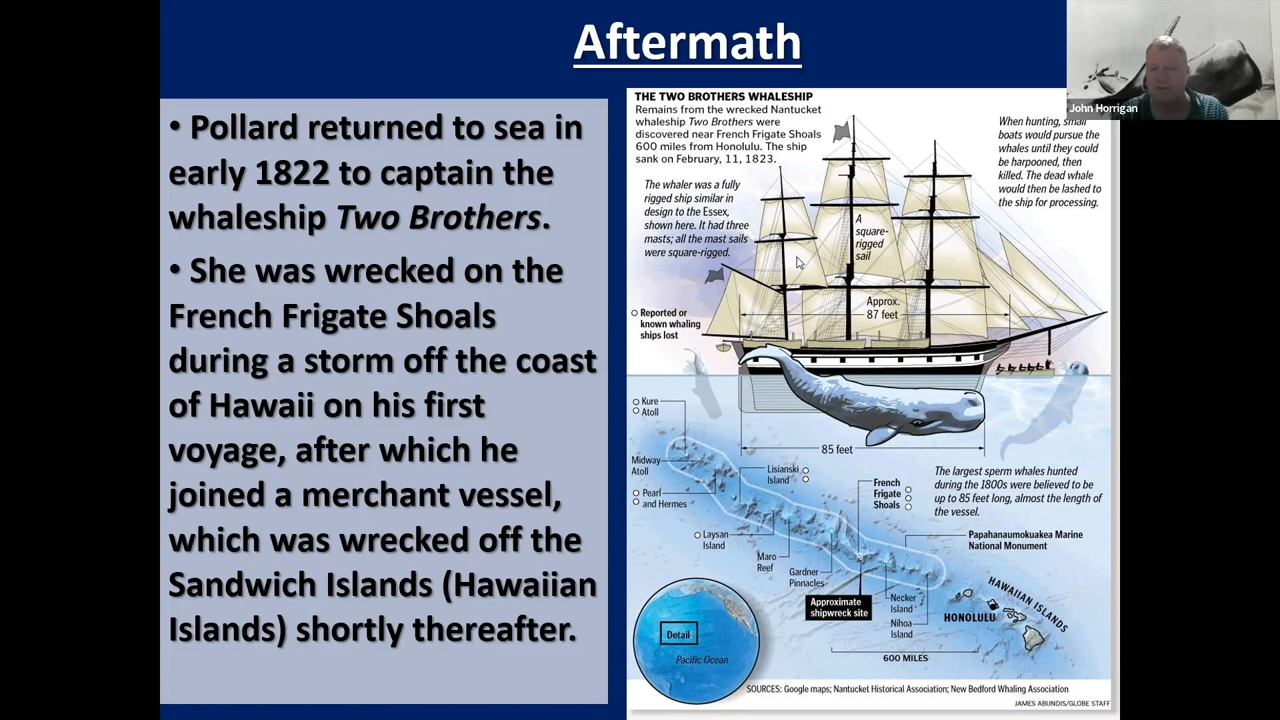 Aftermath
John Horrigan
• Pollard returned to sea in
early 1822 to captain the
whaleship Two Brothers.
• She was wrecked on the
French Frigate Shoals
during a storm off the coast
of Hawaii on his first
voyage, after which he
joined a merchant vessel,
which was wrecked off the
Sandwich Islands (Hawaiian
Islands) shortly thereafter.
THE TWO BROTHERS WHALESHIP
Remains from the wrecked Nantucket
whaleship Two Brothers were
discovered near French Frigate Shoals
600 miles from Honolulu. The ship
sank on February, 11, 1823.
The whaler was a fully
rigged ship similar in
design to the Essex,
shown here. It had three
masts; all the mast sails
were square-rigged.
A
square-
rigged
sail
When hunting, small
boats would pursue the
whales until they could
be harpooned, then
killed. The dead whale
would then be lashed to
the ship for processing.
Approx.
87 feet
Reported or
known whaling
ships lost
85 feet
Kure
Atoll
Midway
Atoll
Pearl
and Hermes
Lisianski
Island
Laysan
Island
Maro
Reef
Gardner
Pinnacles
French
Frigate
Shoals
The largest sperm whales hunted
during the 1800s were believed to be
up to 85 feet long, almost the length of
the vessel.
Papahanaumokuakea Marine
National Monument
Approximate
shipwreck site
Necker
Island
Nihoa
Island
HONOLULU
HAWAIIAN ISLANDS
600 MILES
Detail
Pacific Ocean
SOURCES: Google maps; Nantucket Historical Association; New Bedford Whaling Association
JAMES ABUNDIS/GLOBE STAFF